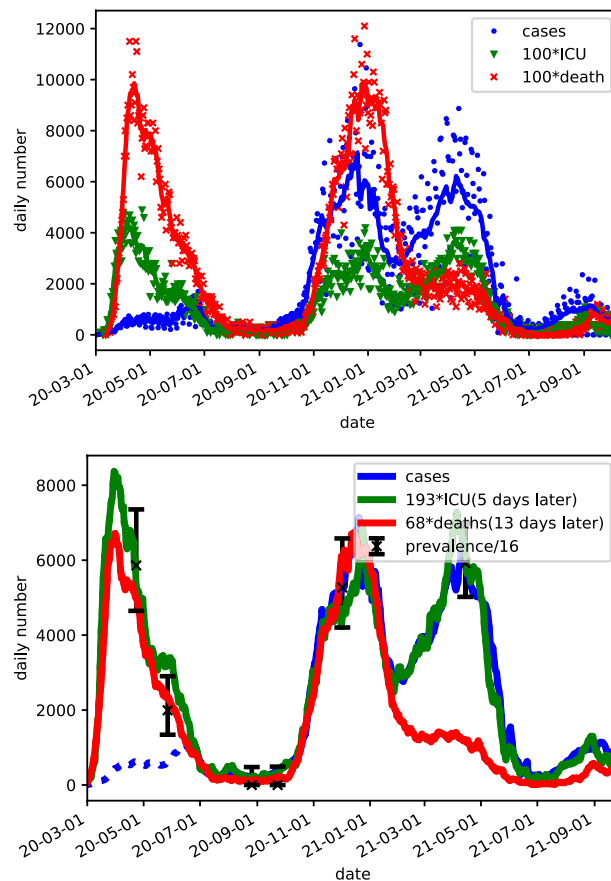 12000
10000
8000
6000
4000
2000
0
daily number
cases
100*ICU
100*death
20-03-01
20-05-01
20-07-01
20-09-01
20-11-01
21-01-01
21-03-01
21-05-01
21-07-01
21-09-01
date
8000
6000
4000
2000
0
daily number
cases
193*ICU(5 days later)
68*deaths(13 days later)
prevalence/16
20-03-01
20-05-01
20-07-01
20-09-01
20-11-01
21-01-01
21-03-01
21-05-01
21-07-01
21-09-01
date